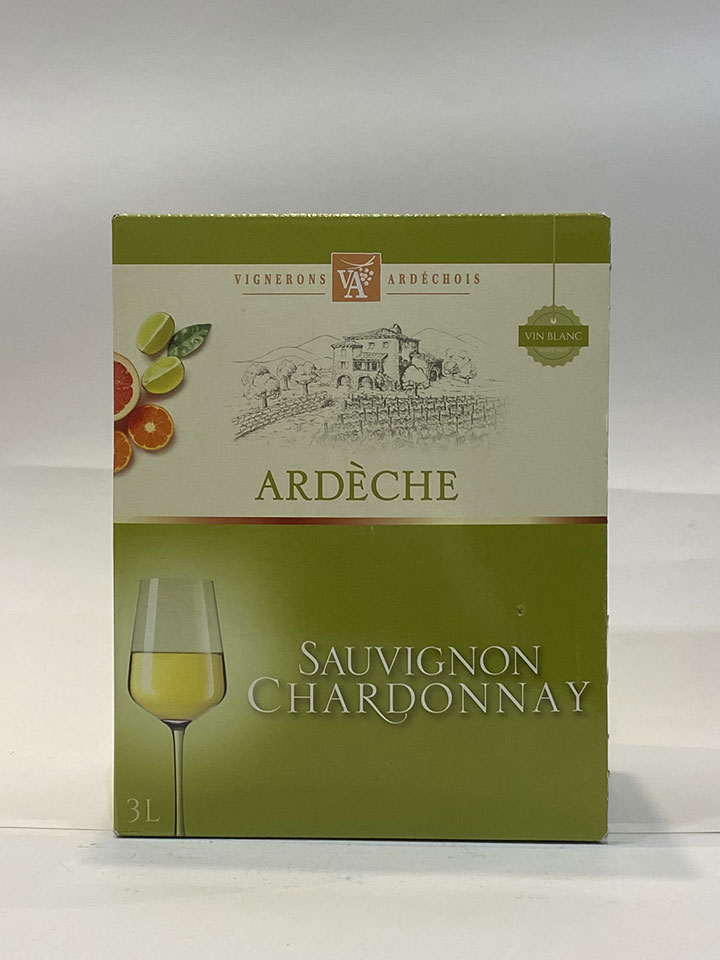 VIGNERONS VA ARDÉCHOIS
VIN BLANC
ARDÈCHE
SAUVIGNON
CHARDONNAY
3L